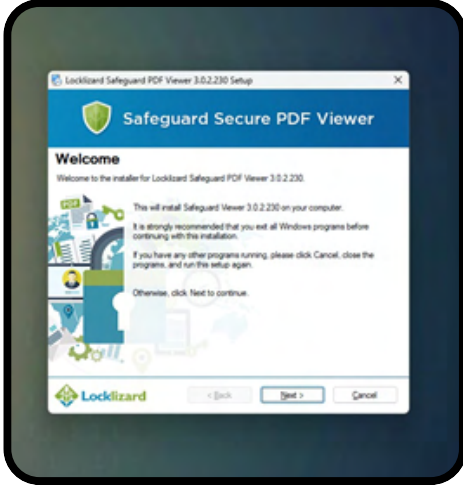 Locklizard Safeguard PDF Viewer 3.0.2.230 Setup
Safeguard Secure PDF Viewer
Welcome
Welcome to the installer for Locklizard Safeguard PDF Viewer 3.0.2.230.
PDF
This will install Safeguard Viewer 3.0.2.230 on your computer.
It is strongly recommended that you exit all Windows programs before
continuing with this installation.
If you have any other programs running, please click Cancel, close the
programs, and run this setup again.
Otherwise, click Next to continue.
Locklizard
< Back
Next >
Cancel